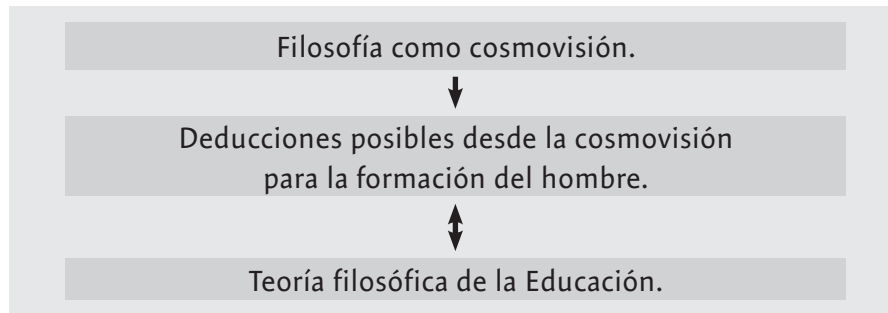 Filosofía como cosmovisión.
Deducciones posibles desde la cosmovisión
para la formación del hombre.
Teoría filosófica de la Educación.